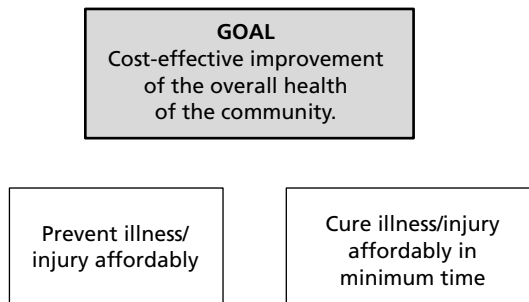 GOAL
Cost-effective improvement
of the overall health
of the community.
Prevent illness/
injury affordably
Cure illness/injury
affordably in
minimum time